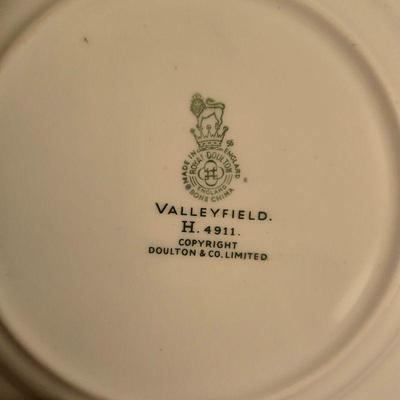 MADE IN ENGLAND
ROYAL DOULTON
ENGLAND
BONE CHINA
VALLEYFIELD.
H. 4911.
COPYRIGHT
DOULTON & CO. LIMITED